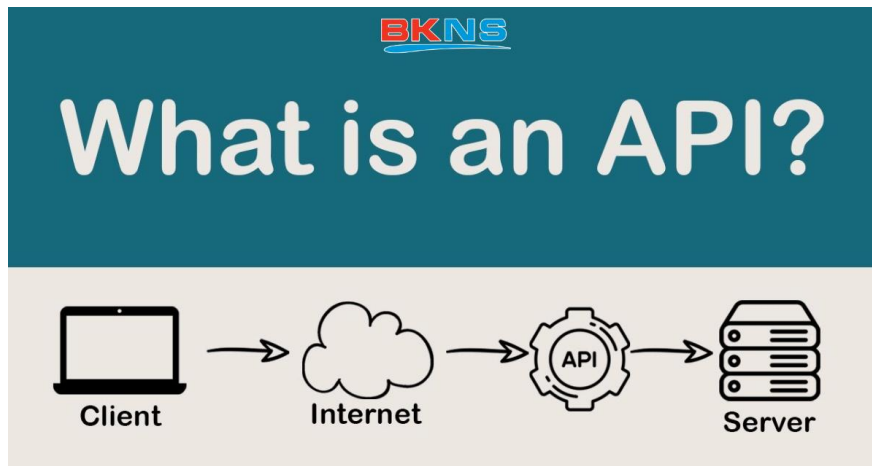 BKNS
What is an API?
API
Client
Internet
Server